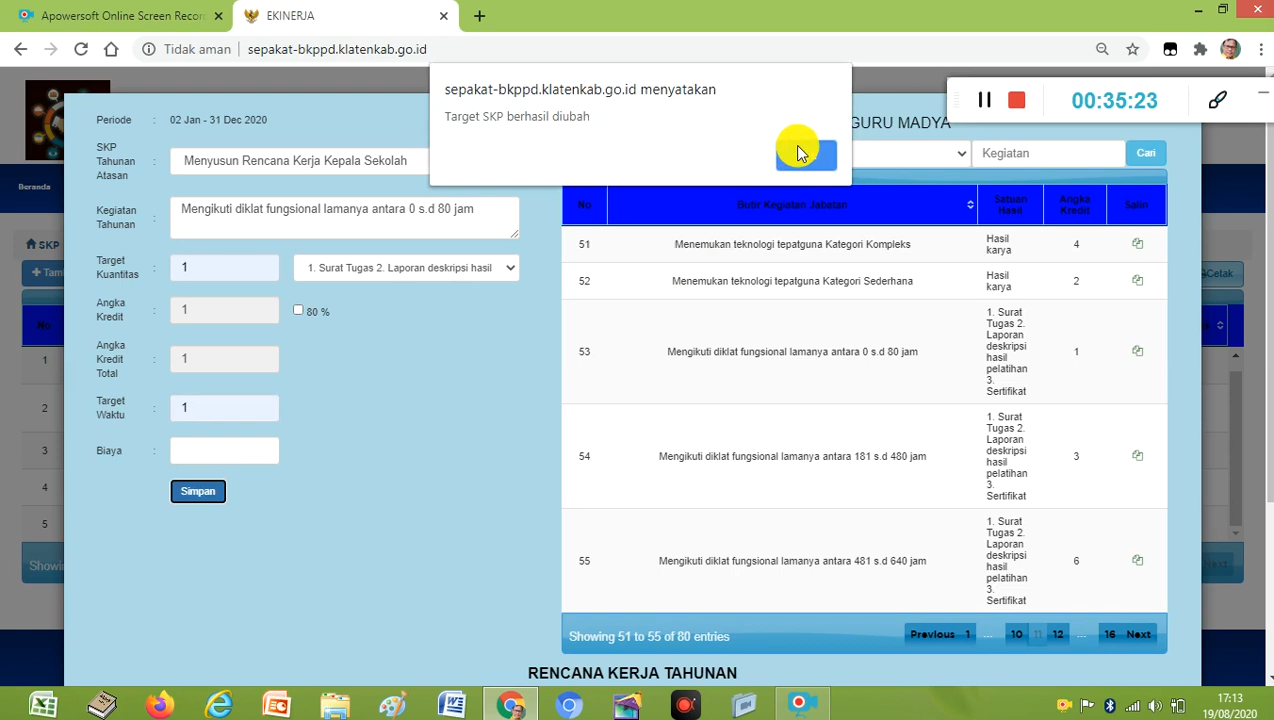 Apowersoft Online Screen Recor
EKINERJA
Tidak aman
sepakat-bkppd.klatenkab.go.id
sepakat-bkppd.klatenkab.go.id menyatakan
Target SKP berhasil diubah
00:35:23
Periode : 02 Jan - 31 Dec 2020
GURU MADYA
SKP Tahunan Atasan : Menyusun Rencana Kerja Kepala Sekolah
Kegiatan
Cari
Beranda
Kegiatan Tahunan : Mengikuti diklat fungsional lamanya antara 0 s.d 80 jam
Target Kuantitas : 1
1. Surat Tugas 2. Laporan deskripsi hasil
Angka Kredit : 1
80 %
Angka Kredit Total : 1
Target Waktu : 1
Biaya :
Simpan
No Butir Kegiatan Jabatan Satuan Hasil Angka Kredit Salin
51 Menemukan teknologi tepatguna Kategori Kompleks Hasil karya 4
52 Menemukan teknologi tepatguna Kategori Sederhana Hasil karya 2
53 Mengikuti diklat fungsional lamanya antara 0 s.d 80 jam 1. Surat Tugas 2. Laporan deskripsi hasil pelatihan 3. Sertifikat 1
54 Mengikuti diklat fungsional lamanya antara 181 s.d 480 jam 1. Surat Tugas 2. Laporan deskripsi hasil pelatihan 3. Sertifikat 3
55 Mengikuti diklat fungsional lamanya antara 481 s.d 640 jam 1. Surat Tugas 2. Laporan deskripsi hasil pelatihan 3. Sertifikat 6
Showing 51 to 55 of 80 entries
Previous 1 ... 10 11 12 ... 16 Next
RENCANA KERJA TAHUNAN
SKP
+ Tam
No
1
2
3
4
5
Showi
Cetak
Next
17:13
19/08/2020